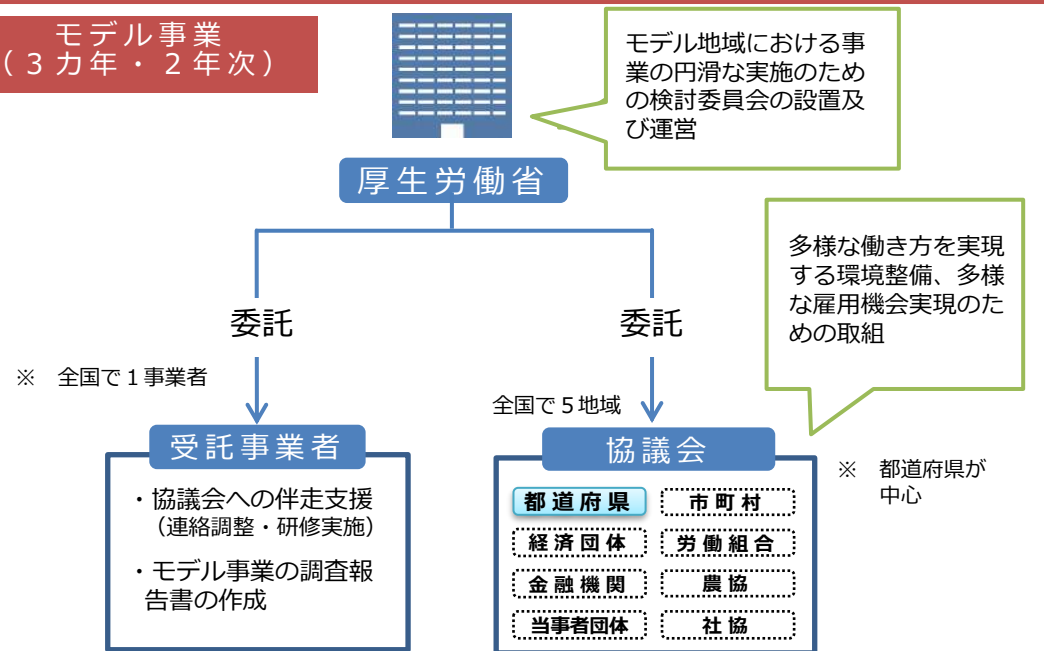 モデル事業
（３カ年・２年次）
モデル地域における事
業の円滑な実施のため
の検討委員会の設置及
び運営
厚生労働省
多様な働き方を実現
する環境整備、多様
な雇用機会実現のた
めの取組
委託
委託
※　全国で１事業者
全国で５地域
受託事業者
・協議会への伴走支援
（連絡調整・研修実施）
・モデル事業の調査報
告書の作成
協議会
※　都道府県が
中心
都道府県
市町村
経済団体
労働組合
金融機関
農協
当事者団体
社協